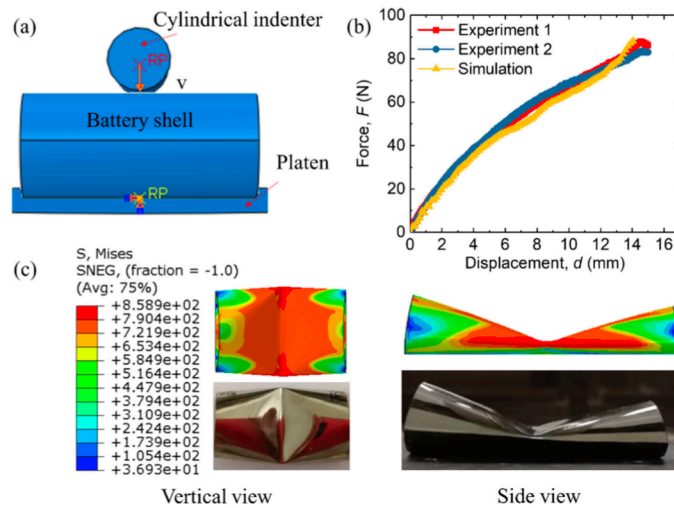 (a)
Cylindrical indenter
RP
v
Battery shell
Platen
RP
(b)
100
80
60
40
20
0
Force, F (N)
Experiment 1
Experiment 2
Simulation
0 2 4 6 8 10 12 14 16
Displacement, d (mm)
(c)
S, Mises
SNEG, (fraction = -1.0)
(Avg: 75%)
+8.589e+02
+7.904e+02
+7.219e+02
+6.534e+02
+5.849e+02
+5.164e+02
+4.479e+02
+3.794e+02
+3.109e+02
+2.424e+02
+1.739e+02
+1.054e+02
+3.693e+01
Vertical view
Side view